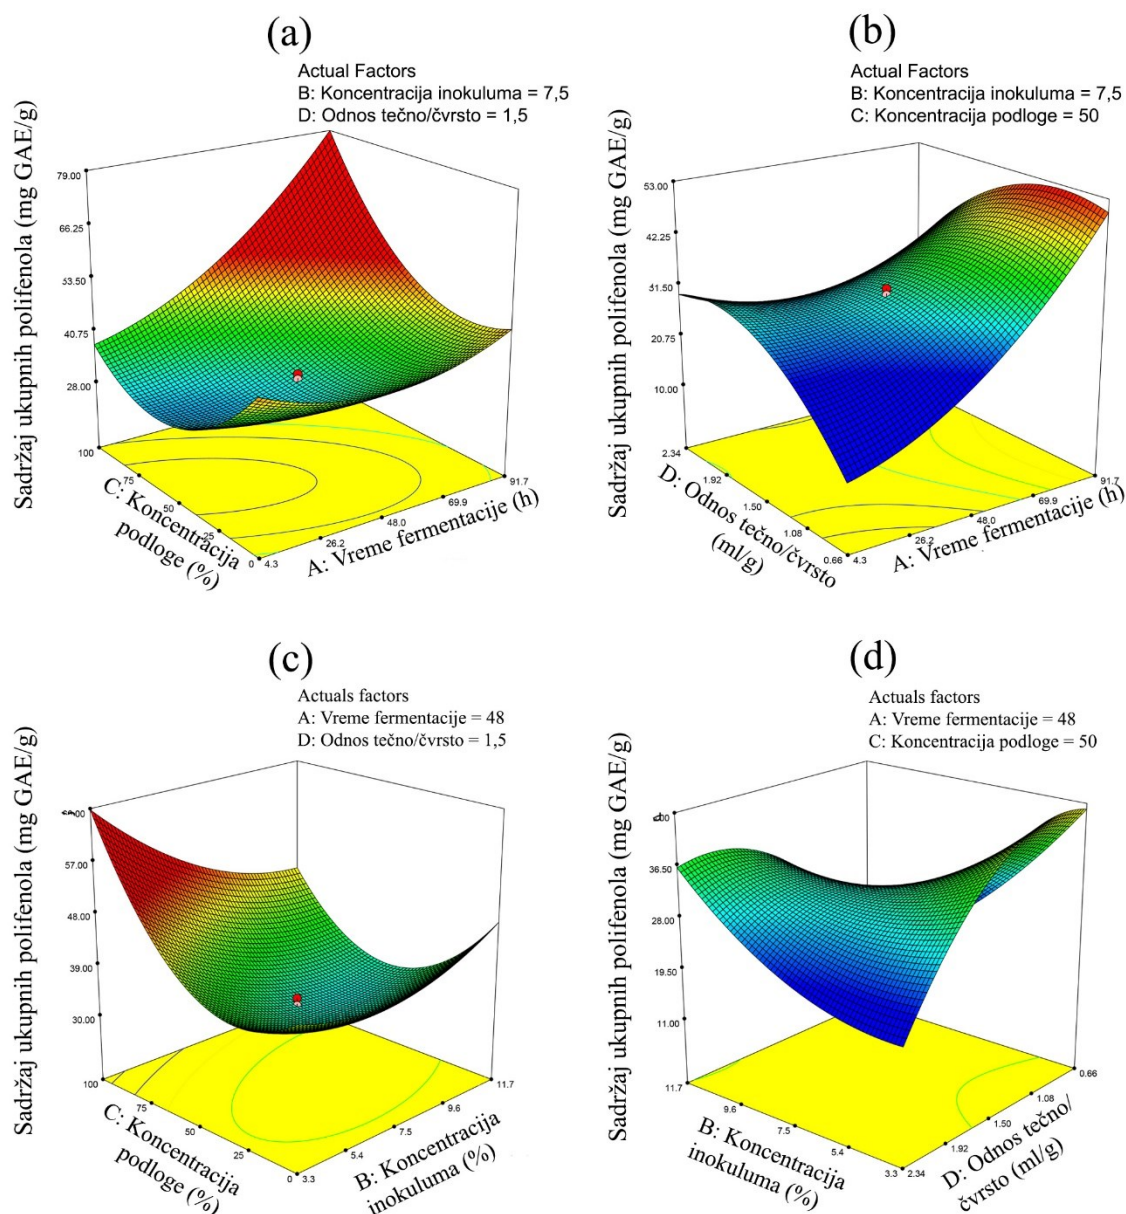 (a)
Actual Factors
B: Koncentracija inokuluma = 7,5
D: Odnos tečno/čvrsto = 1,5
Sadržaj ukupnih polifenola (mg GAE/g)
79.00
66.25
53.50
40.75
28.00
100
75
50
25
0
C: Koncentracija
podloge (%)
4.3
26.2
48.0
69.9
91.7
A: Vreme fermentacije (h)
(b)
Actual Factors
B: Koncentracija inokuluma = 7,5
C: Koncentracija podloge = 50
Sadržaj ukupnih polifenola (mg GAE/g)
53.00
42.25
31.50
20.75
10.00
2.34
1.92
1.50
1.08
0.66
D: Odnos tečno/čvrsto
(ml/g)
4.3
26.2
48.0
69.9
91.7
A: Vreme fermentacije (h)
(c)
Actuals factors
A: Vreme fermentacije = 48
D: Odnos tečno/čvrsto = 1,5
Sadržaj ukupnih polifenola (mg GAE/g)
57.00
48.00
39.00
30.00
100
75
50
25
0
C: Koncentracija
podloge (%)
3.3
5.4
7.5
9.6
11.7
B: Koncentracija
inokuluma (%)
(d)
Actuals factors
A: Vreme fermentacije = 48
C: Koncentracija podloge = 50
Sadržaj ukupnih polifenola (mg GAE/g)
36.50
28.00
19.50
11.00
11.7
9.6
7.5
5.4
3.3
B: Koncentracija
inokuluma (%)
2.34
1.92
1.50
1.08
0.66
D: Odnos tečno/
čvrsto (ml/g)